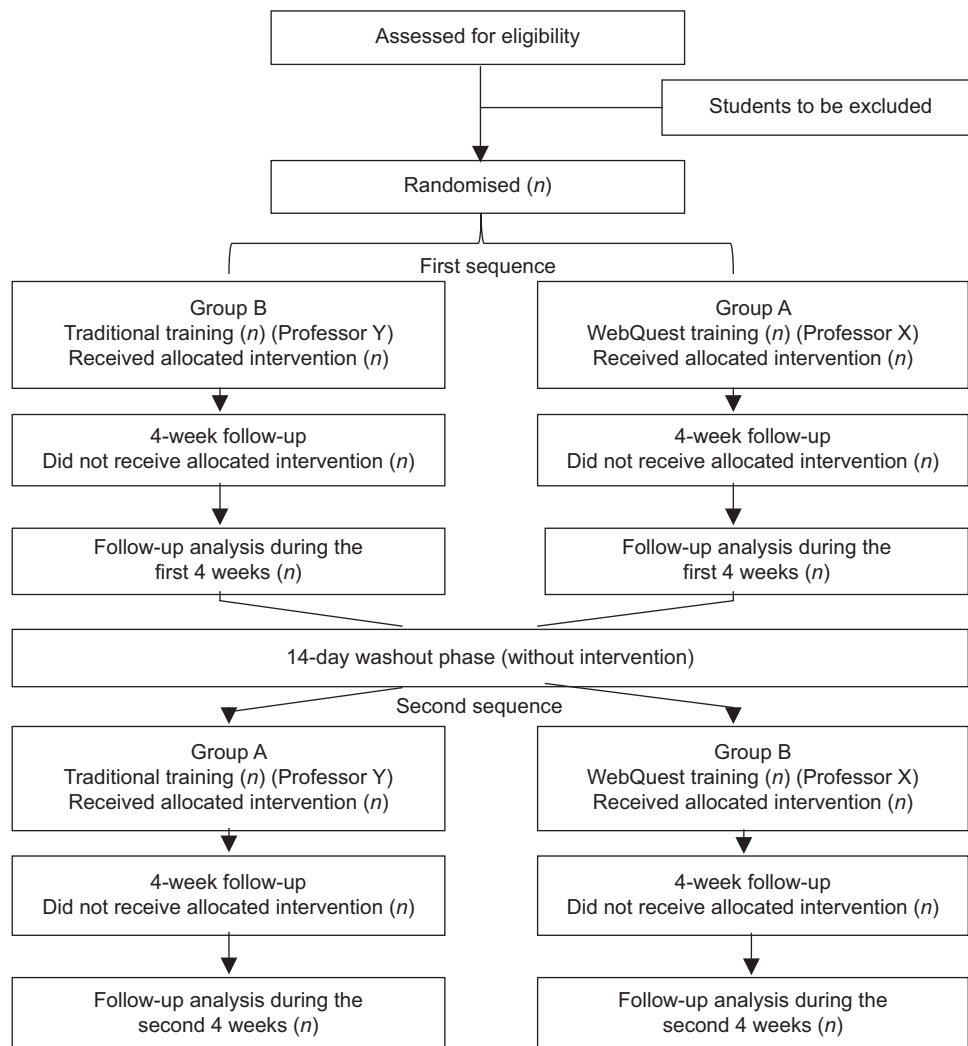 Assessed for eligibility
Students to be excluded
Randomised (n)
First sequence
Group B
Traditional training (n) (Professor Y)
Received allocated intervention (n)
Group A
WebQuest training (n) (Professor X)
Received allocated intervention (n)
4-week follow-up
Did not receive allocated intervention (n)
4-week follow-up
Did not receive allocated intervention (n)
Follow-up analysis during the
first 4 weeks (n)
Follow-up analysis during the
first 4 weeks (n)
14-day washout phase (without intervention)
Second sequence
Group A
Traditional training (n) (Professor Y)
Received allocated intervention (n)
Group B
WebQuest training (n) (Professor X)
Received allocated intervention (n)
4-week follow-up
Did not receive allocated intervention (n)
4-week follow-up
Did not receive allocated intervention (n)
Follow-up analysis during the
second 4 weeks (n)
Follow-up analysis during the
second 4 weeks (n)